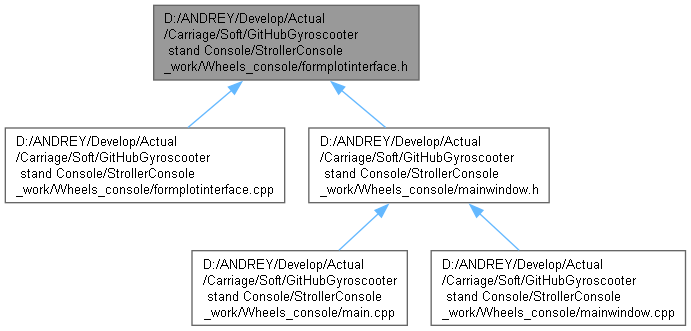 D:/ANDREY/Develop/Actual
/Carriage/Soft/GitHubGyroscooter
stand Console/StrollerConsole
_work/Wheels_console/formplotinterface.h
D:/ANDREY/Develop/Actual
/Carriage/Soft/GitHubGyroscooter
stand Console/StrollerConsole
_work/Wheels_console/formplotinterface.cpp
D:/ANDREY/Develop/Actual
/Carriage/Soft/GitHubGyroscooter
stand Console/StrollerConsole
_work/Wheels_console/mainwindow.h
D:/ANDREY/Develop/Actual
/Carriage/Soft/GitHubGyroscooter
stand Console/StrollerConsole
_work/Wheels_console/main.cpp
D:/ANDREY/Develop/Actual
/Carriage/Soft/GitHubGyroscooter
stand Console/StrollerConsole
_work/Wheels_console/mainwindow.cpp